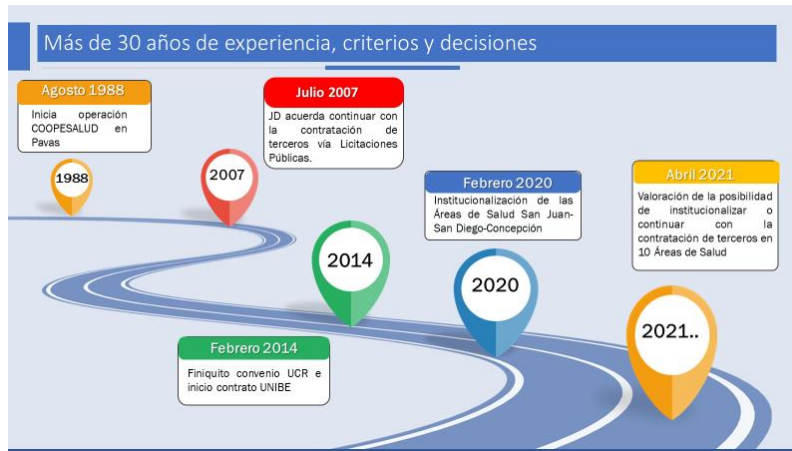 Más de 30 años de experiencia, criterios y decisiones
Agosto 1988
Inicia operación
COOPESALUD en
Pavas
1988
Julio 2007
JD acuerda continuar con
la contratación de
terceros vía Licitaciones
Públicas.
2007
2014
Febrero 2014
Finiquito convenio UCR e
inicio contrato UNIBE
Febrero 2020
Institucionalización de las
Áreas de Salud San Juan-
San Diego-Concepción
2020
Abril 2021
Valoración de la posibilidad
de institucionalizar o
continuar con la
contratación de terceros en
10 Áreas de Salud
2021..